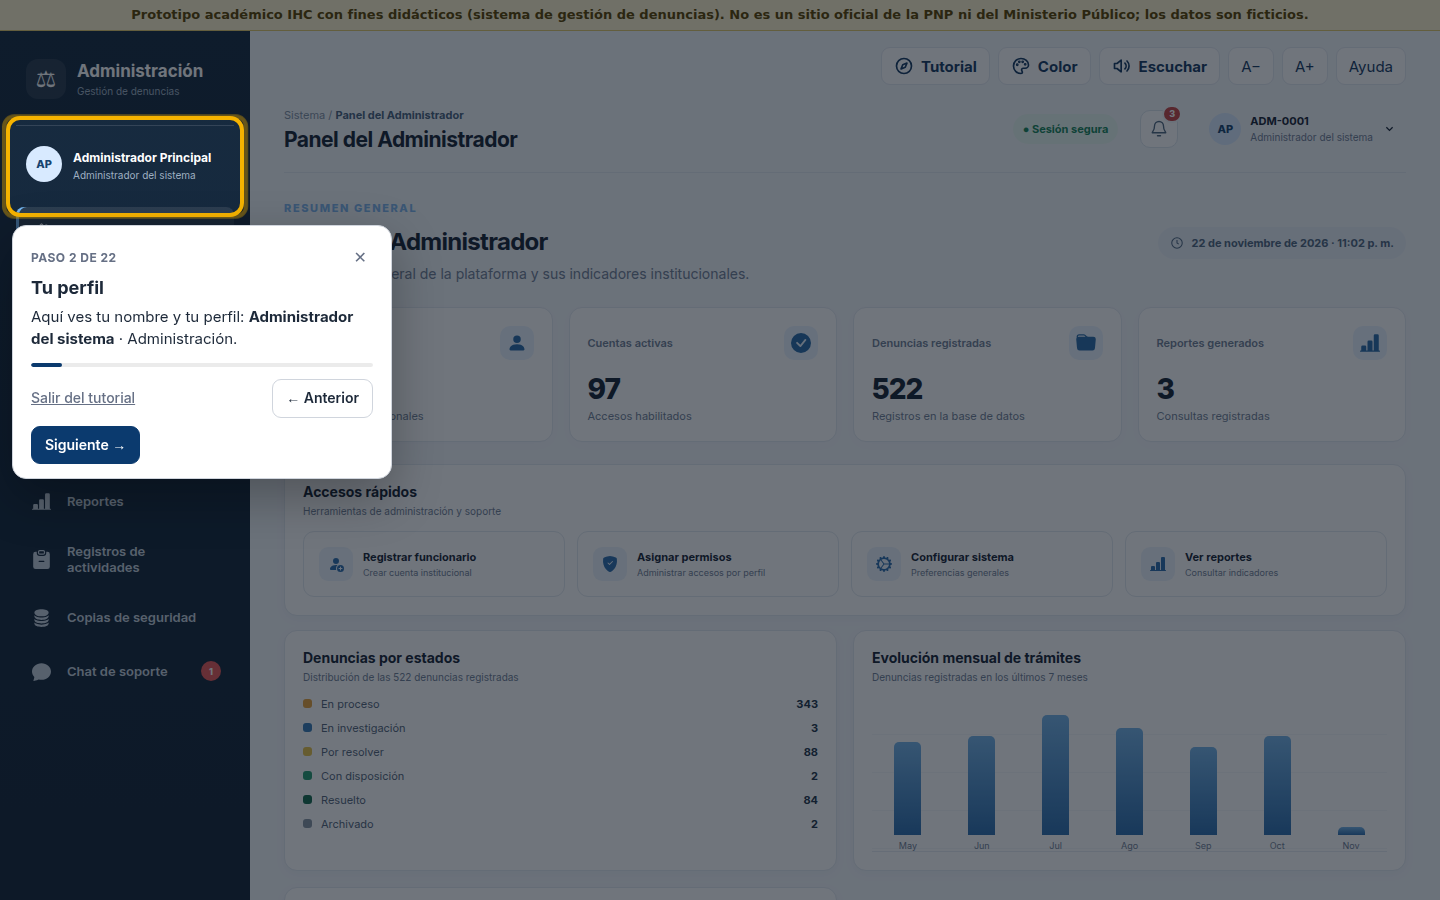 Prototipo académico IHC con fines didácticos (sistema de gestión de denuncias). No es un sitio oficial de la PNP ni del Ministerio Público; los datos son ficticios.
Administración
Gestión de denuncias
Tutorial
Color
Escuchar
A−
A+
Ayuda
Sistema / Panel del Administrador
Panel del Administrador
Sesión segura
3
AP
ADM-0001
Administrador del sistema
AP
Administrador Principal
Administrador del sistema
RESUMEN GENERAL
Administrador
22 de noviembre de 2026 · 11:02 p. m.
eral de la plataforma y sus indicadores institucionales.
PASO 2 DE 22
✕
Tu perfil
Aquí ves tu nombre y tu perfil: Administrador
del sistema · Administración.
Salir del tutorial
← Anterior
Siguiente →
onales
Cuentas activas
97
Accesos habilitados
Denuncias registradas
522
Registros en la base de datos
Reportes generados
3
Consultas registradas
Reportes
Registros de
actividades
Copias de seguridad
Chat de soporte
1
Accesos rápidos
Herramientas de administración y soporte
Registrar funcionario
Crear cuenta institucional
Asignar permisos
Administrar accesos por perfil
Configurar sistema
Preferencias generales
Ver reportes
Consultar indicadores
Denuncias por estados
Distribución de las 522 denuncias registradas
En proceso 343
En investigación 3
Por resolver 88
Con disposición 2
Resuelto 84
Archivado 2
Evolución mensual de trámites
Denuncias registradas en los últimos 7 meses
May Jun Jul Ago Sep Oct Nov